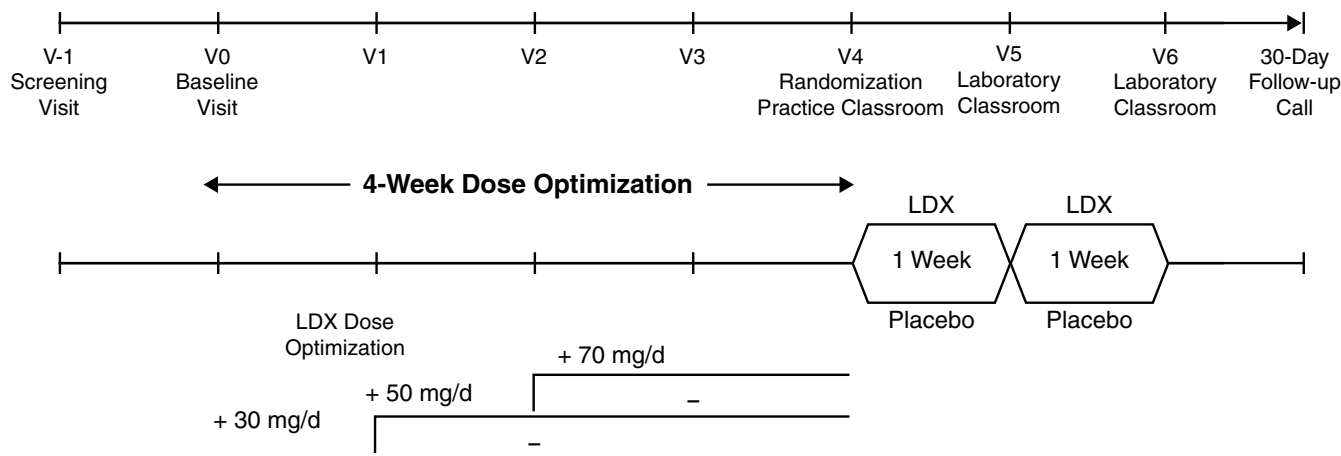 V-1 V0 V1 V2 V3 V4 V5 V6 30-Day
Screening Baseline Randomization Laboratory Laboratory Follow-up
Visit Visit Practice Classroom Classroom Classroom Call
4-Week Dose Optimization
LDX LDX
1 Week 1 Week
Placebo Placebo
LDX Dose
Optimization
+ 70 mg/d
+ 50 mg/d –
+ 30 mg/d
–